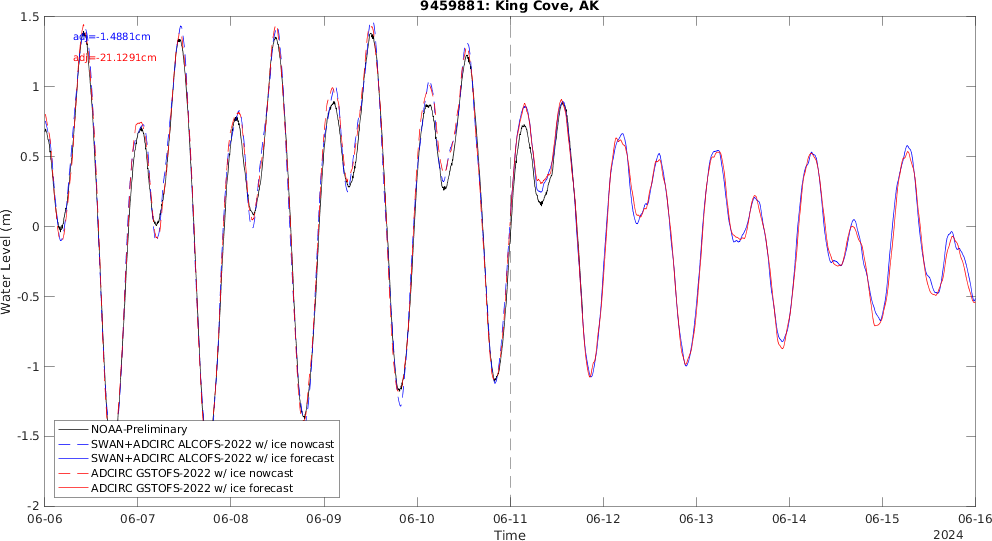 9459881: King Cove, AK
adj=-1.4881cm
adj=-21.1291cm
1.5
1
0.5
0
-0.5
-1
-1.5
-2
Water Level (m)
NOAA-Preliminary
SWAN+ADCIRC ALCOFS-2022 w/ ice nowcast
SWAN+ADCIRC ALCOFS-2022 w/ ice forecast
ADCIRC GSTOFS-2022 w/ ice nowcast
ADCIRC GSTOFS-2022 w/ ice forecast
06-06 06-07 06-08 06-09 06-10 06-11 06-12 06-13 06-14 06-15 06-16
Time
2024